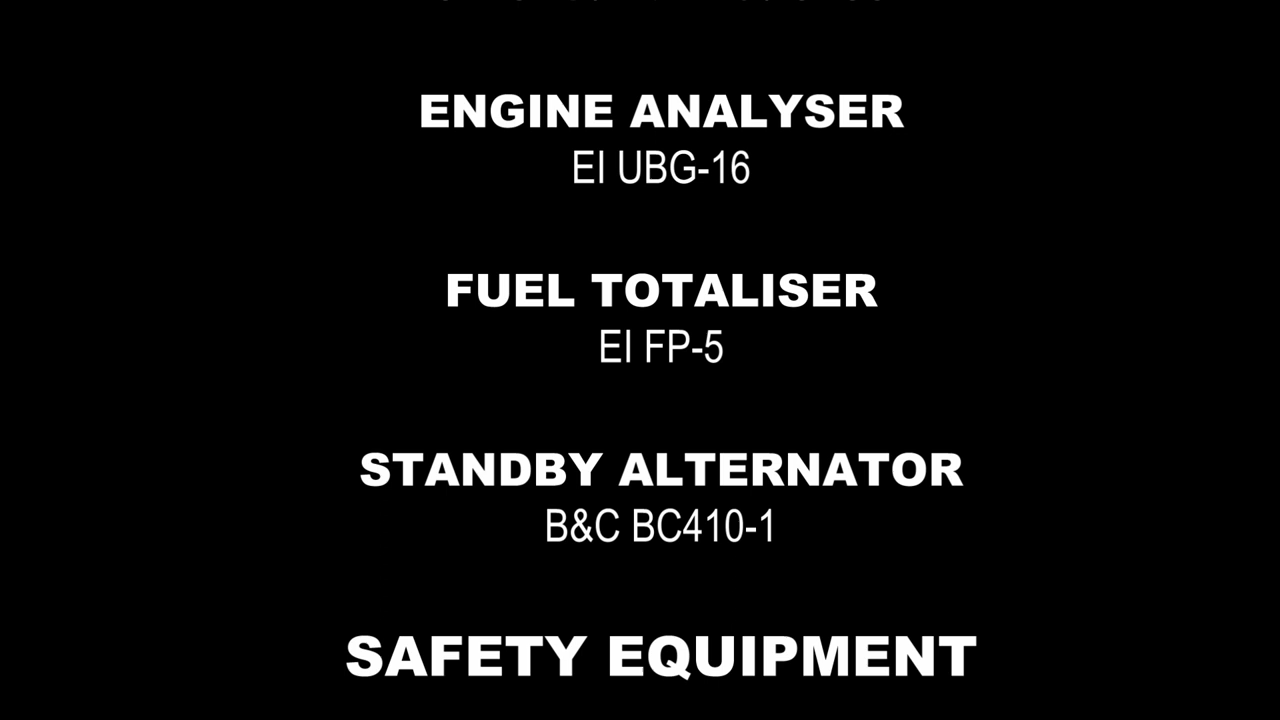 ENGINE ANALYSER
EI UBG-16
FUEL TOTALISER
EI FP-5
STANDBY ALTERNATOR
B&C BC410-1
SAFETY EQUIPMENT